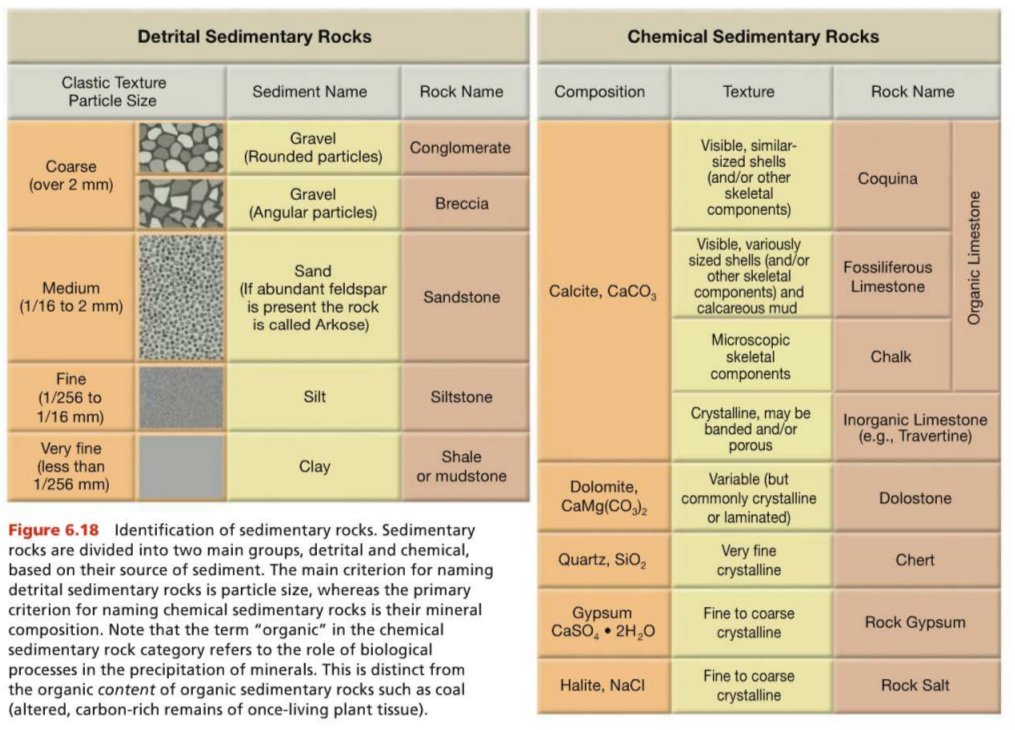 Detrital Sedimentary Rocks
Clastic Texture
Particle Size
Sediment Name
Rock Name
Coarse
(over 2 mm)
Gravel
(Rounded particles)
Conglomerate
Gravel
(Angular particles)
Breccia
Medium
(1/16 to 2 mm)
Sand
(If abundant feldspar
is present the rock
is called Arkose)
Sandstone
Fine
(1/256 to
1/16 mm)
Silt
Siltstone
Very fine
(less than
1/256 mm)
Clay
Shale
or mudstone
Figure 6.18 Identification of sedimentary rocks. Sedimentary
rocks are divided into two main groups, detrital and chemical,
based on their source of sediment. The main criterion for naming
detrital sedimentary rocks is particle size, whereas the primary
criterion for naming chemical sedimentary rocks is their mineral
composition. Note that the term “organic” in the chemical
sedimentary rock category refers to the role of biological
processes in the precipitation of minerals. This is distinct from
the organic content of organic sedimentary rocks such as coal
(altered, carbon-rich remains of once-living plant tissue).
Chemical Sedimentary Rocks
Composition
Texture
Rock Name
Calcite, CaCO₃
Visible, similar-
sized shells
(and/or other
skeletal
components)
Coquina
Visible, variously
sized shells (and/or
other skeletal
components) and
calcareous mud
Fossiliferous
Limestone
Microscopic
skeletal
components
Chalk
Organic Limestone
Crystalline, may be
banded and/or
porous
Inorganic Limestone
(e.g., Travertine)
Dolomite,
CaMg(CO₃)₂
Variable (but
commonly crystalline
or laminated)
Dolostone
Quartz, SiO₂
Very fine
crystalline
Chert
Gypsum
CaSO₄ • 2H₂O
Fine to coarse
crystalline
Rock Gypsum
Halite, NaCl
Fine to coarse
crystalline
Rock Salt